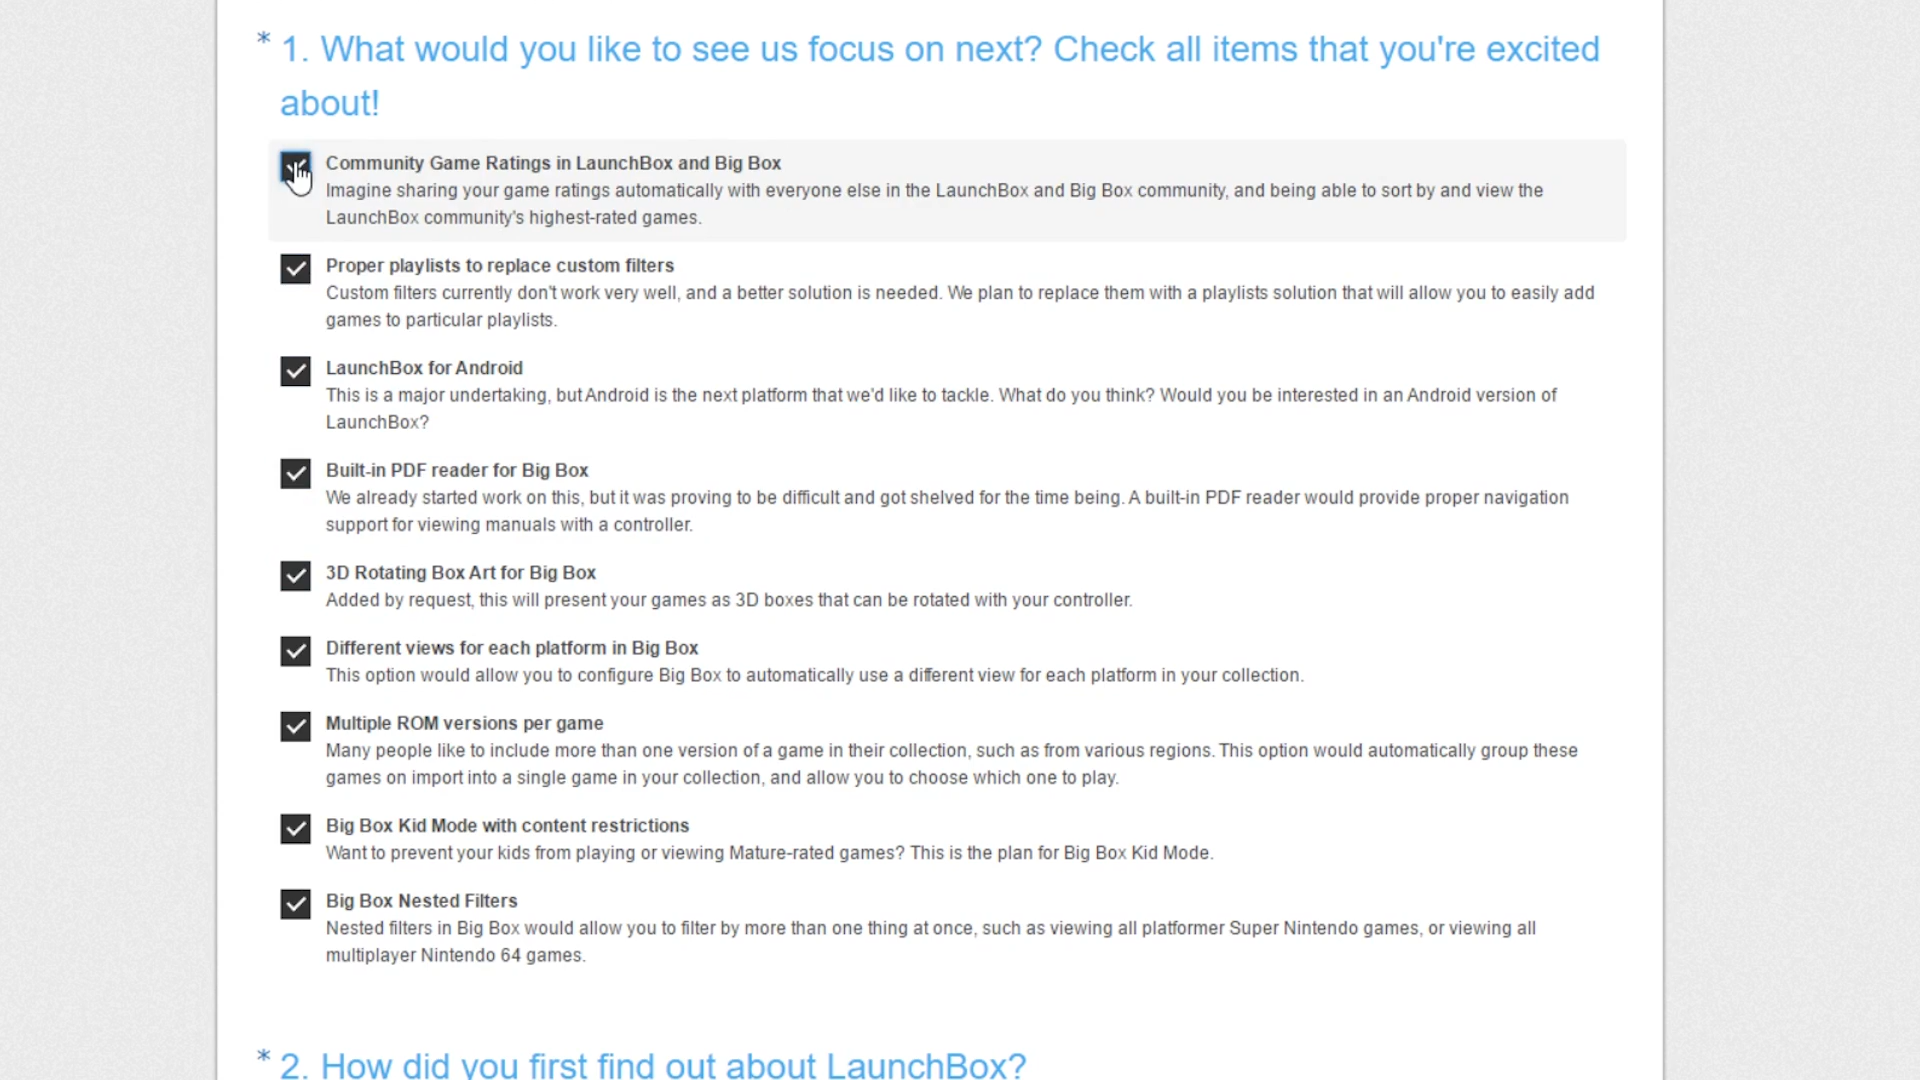 * 1. What would you like to see us focus on next? Check all items that you're excited
about!
Community Game Ratings in LaunchBox and Big Box
Imagine sharing your game ratings automatically with everyone else in the LaunchBox and Big Box community, and being able to sort by and view the
LaunchBox community's highest-rated games.
Proper playlists to replace custom filters
Custom filters currently don't work very well, and a better solution is needed. We plan to replace them with a playlists solution that will allow you to easily add
games to particular playlists.
LaunchBox for Android
This is a major undertaking, but Android is the next platform that we'd like to tackle. What do you think? Would you be interested in an Android version of
LaunchBox?
Built-in PDF reader for Big Box
We already started work on this, but it was proving to be difficult and got shelved for the time being. A built-in PDF reader would provide proper navigation
support for viewing manuals with a controller.
3D Rotating Box Art for Big Box
Added by request, this will present your games as 3D boxes that can be rotated with your controller.
Different views for each platform in Big Box
This option would allow you to configure Big Box to automatically use a different view for each platform in your collection.
Multiple ROM versions per game
Many people like to include more than one version of a game in their collection, such as from various regions. This option would automatically group these
games on import into a single game in your collection, and allow you to choose which one to play.
Big Box Kid Mode with content restrictions
Want to prevent your kids from playing or viewing Mature-rated games? This is the plan for Big Box Kid Mode.
Big Box Nested Filters
Nested filters in Big Box would allow you to filter by more than one thing at once, such as viewing all platformer Super Nintendo games, or viewing all
multiplayer Nintendo 64 games.
* 2. How did you first find out about LaunchBox?